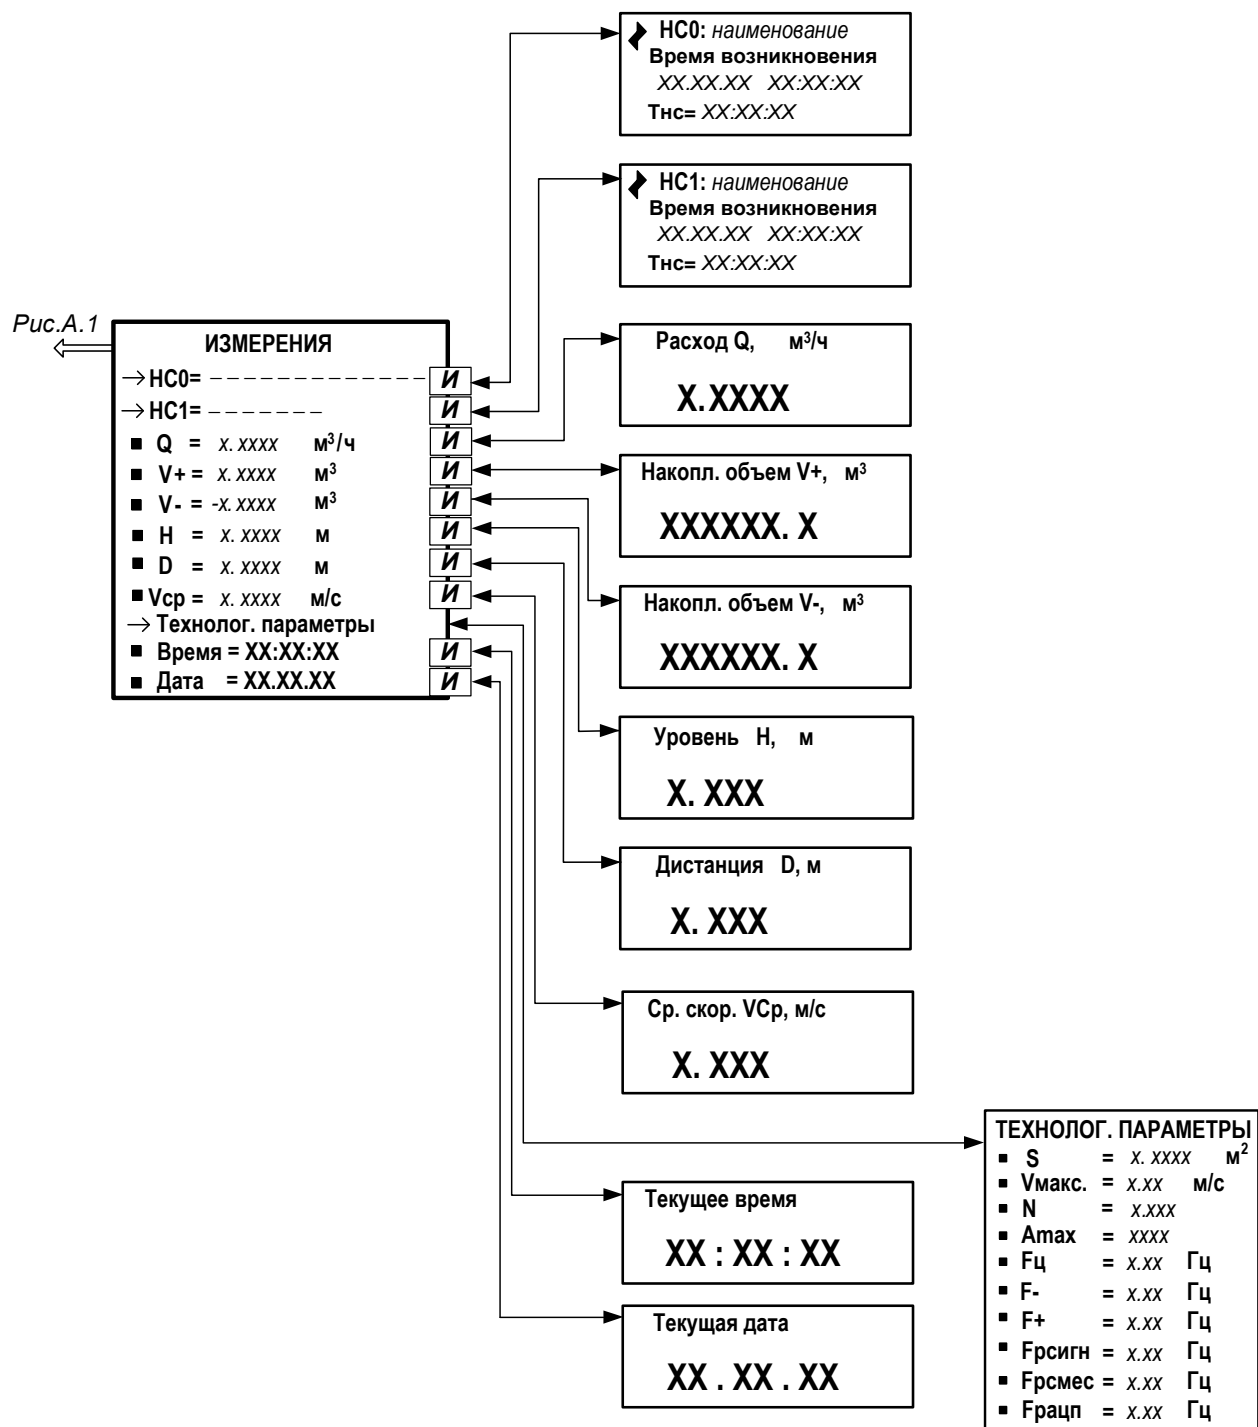 НС0: наименование
Время возникновения
XX.XX.XX XX:XX:XX
Тнс= XX:XX:XX
НС1: наименование
Время возникновения
XX.XX.XX XX:XX:XX
Тнс= XX:XX:XX
Рис.А.1
ИЗМЕРЕНИЯ
→НС0= – – – – – – – – – – – – – – И
→НС1= – – – – – – – И
■ Q = x.xxxx м³/ч И
■ V+ = x.xxxx м³ И
■ V- = -x.xxxx м³ И
■ H = x.xxxx м И
■ D = x.xxxx м И
■ Vср = x.xxxx м/с И
→ Технолог. параметры
■ Время = XX:XX:XX И
■ Дата = XX.XX.XX И
Расход Q, м³/ч
X.XXXX
Накопл. объем V+, м³
XXXXXX. X
Накопл. объем V-, м³
XXXXXX. X
Уровень H, м
X. XXX
Дистанция D, м
X. XXX
Ср. скор. VСр, м/с
X. XXX
Текущее время
XX : XX : XX
Текущая дата
XX . XX . XX
ТЕХНОЛОГ. ПАРАМЕТРЫ
■ S = x. xxxx м²
■ Vмакс. = x.xx м/с
■ N = x.xxx
■ Amax = xxxx
■ Fц = x.xx Гц
■ F- = x.xx Гц
■ F+ = x.xx Гц
■ Fрсигн = x.xx Гц
■ Fрсмес = x.xx Гц
■ Fрацп = x.xx Гц